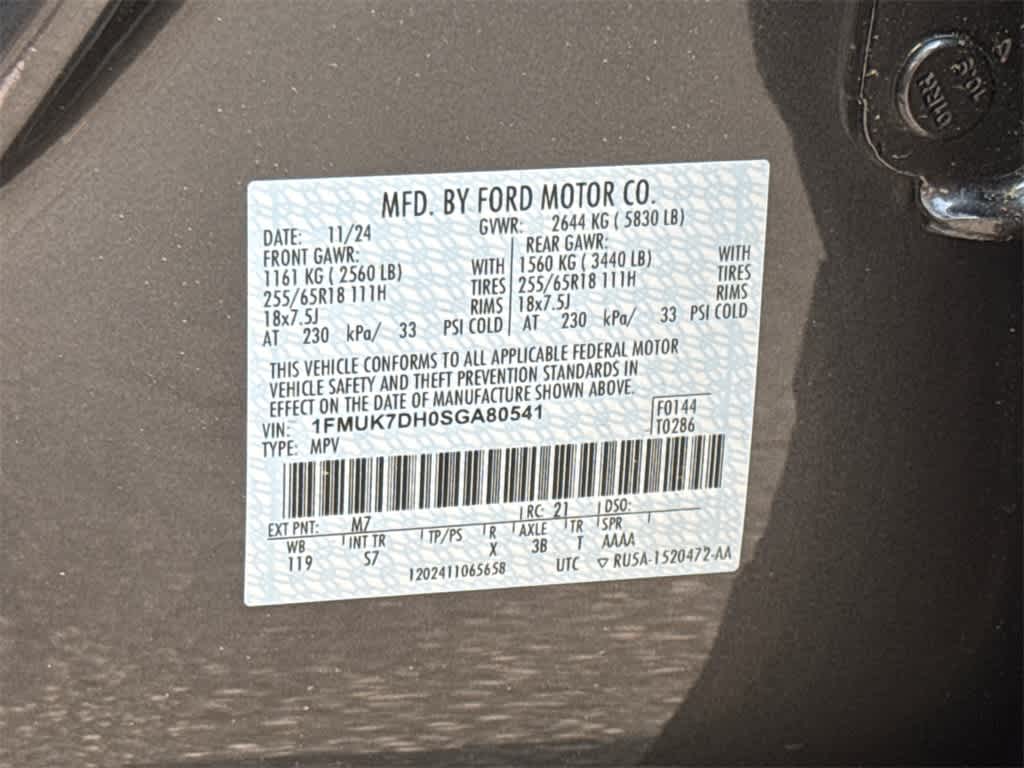 MFD. BY FORD MOTOR CO.
DATE: 11/24 GVWR: 2644 KG ( 5830 LB)
FRONT GAWR: REAR GAWR:
1161 KG ( 2560 LB) WITH 1560 KG ( 3440 LB) WITH
255/65R18 111H TIRES 255/65R18 111H TIRES
18x7.5J RIMS 18x7.5J RIMS
AT 230 kPa/ 33 PSI COLD AT 230 kPa/ 33 PSI COLD
THIS VEHICLE CONFORMS TO ALL APPLICABLE FEDERAL MOTOR
VEHICLE SAFETY AND THEFT PREVENTION STANDARDS IN
EFFECT ON THE DATE OF MANUFACTURE SHOWN ABOVE.
VIN: 1FMUK7DH0SGA80541 F0144
TYPE: MPV T0286
EXT PNT: M7 RC: 21 DSO:
WB INT TR TP/PS R AXLE TR SPR
119 S7 X 3B T AAAA
1202411065658 UTC ▽ RU5A-1520472-AA